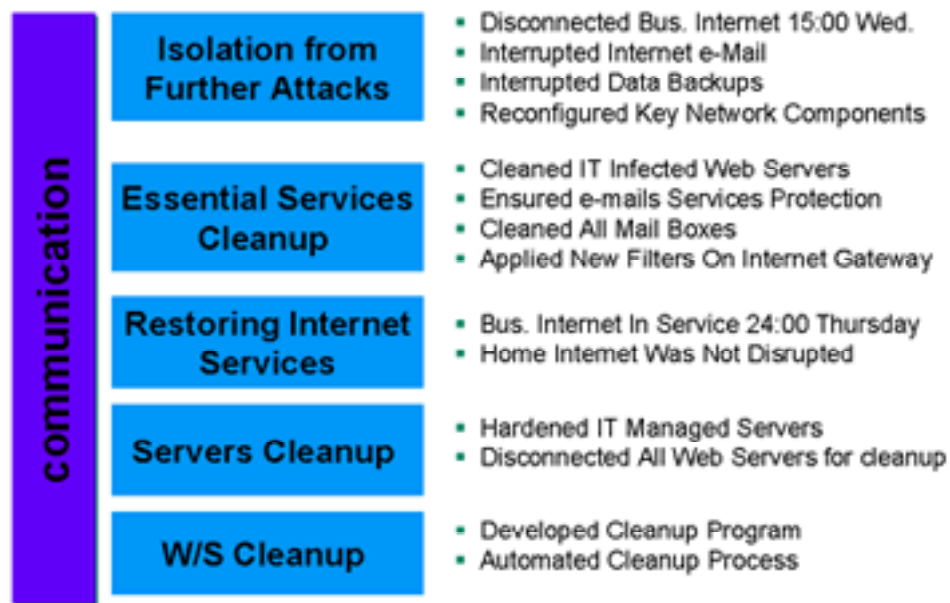 communication
Isolation from
Further Attacks
Disconnected Bus. Internet 15:00 Wed.
Interrupted Internet e-Mail
Interrupted Data Backups
Reconfigured Key Network Components
Essential Services
Cleanup
Cleaned IT Infected Web Servers
Ensured e-mails Services Protection
Cleaned All Mail Boxes
Applied New Filters On Internet Gateway
Restoring Internet
Services
Bus. Internet In Service 24:00 Thursday
Home Internet Was Not Disrupted
Servers Cleanup
Hardened IT Managed Servers
Disconnected All Web Servers for cleanup
W/S Cleanup
Developed Cleanup Program
Automated Cleanup Process